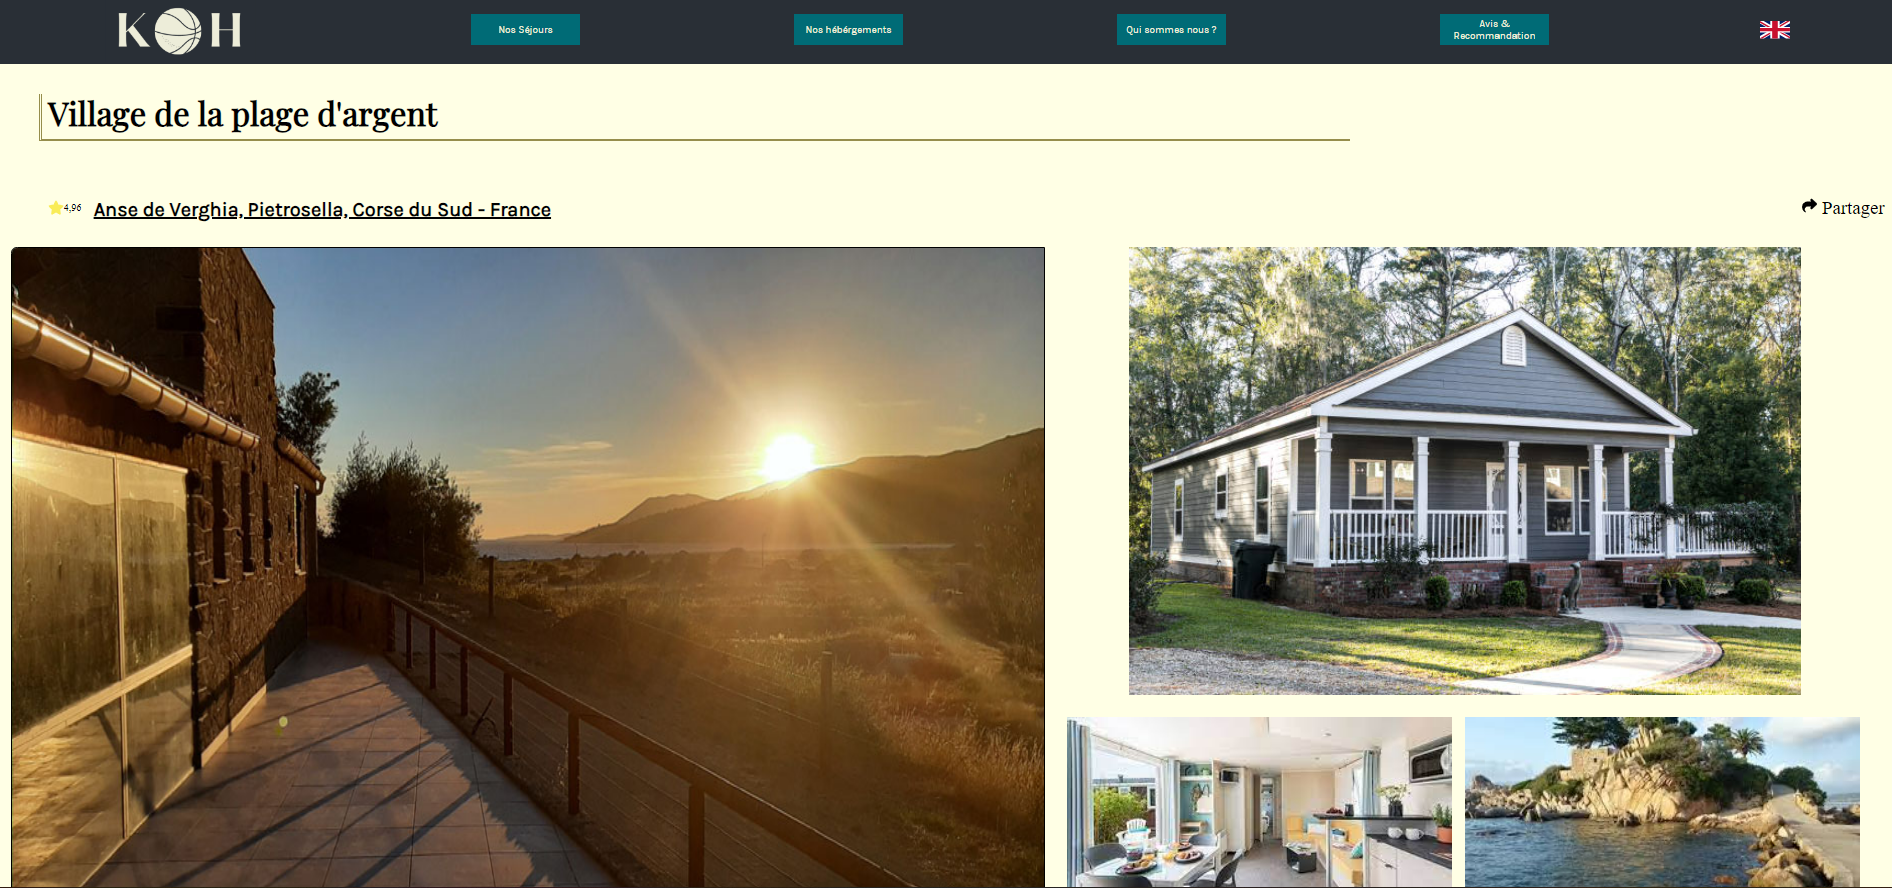 KOH
Nos Séjours
Nos hébérgements
Qui sommes nous ?
Avis &
Recommandation
Village de la plage d'argent
4,96
Anse de Verghia, Pietrosella, Corse du Sud - France
Partager